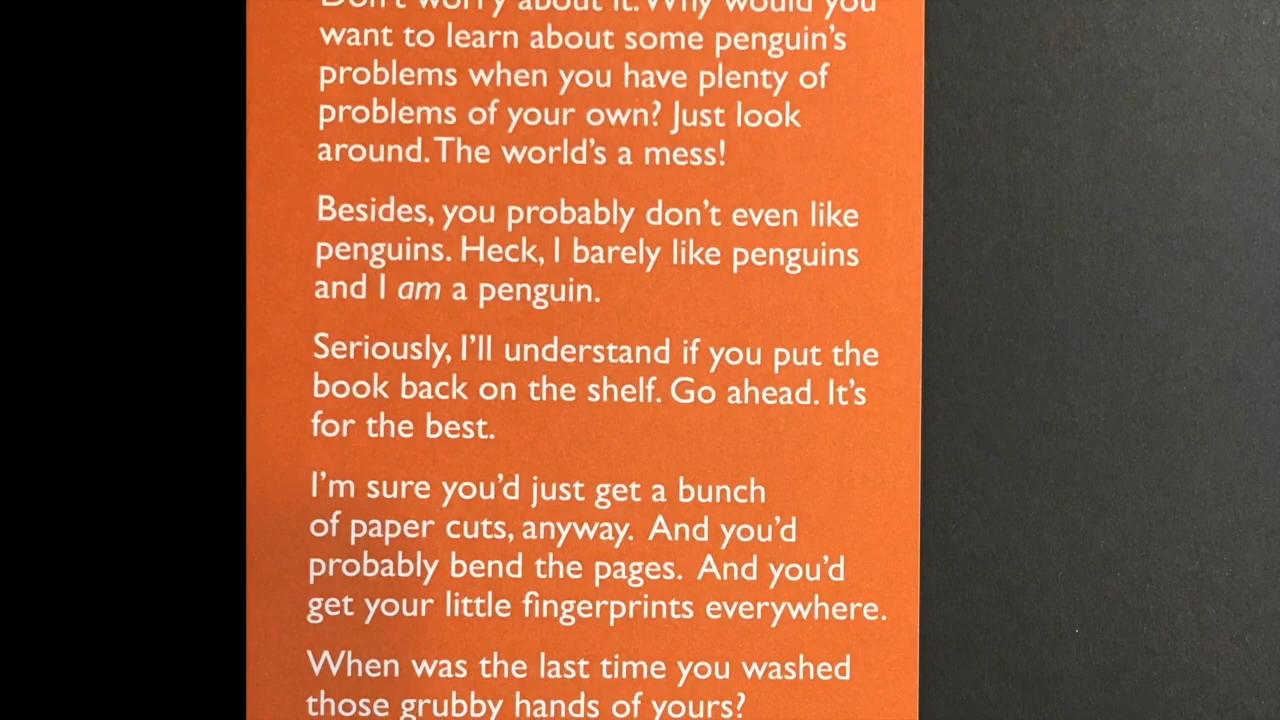 Don't worry about it. Why would you
want to learn about some penguin's
problems when you have plenty of
problems of your own? Just look
around. The world's a mess!
Besides, you probably don't even like
penguins. Heck, I barely like penguins
and I am a penguin.
Seriously, I'll understand if you put the
book back on the shelf. Go ahead. It's
for the best.
I'm sure you'd just get a bunch
of paper cuts, anyway. And you'd
probably bend the pages. And you'd
get your little fingerprints everywhere.
When was the last time you washed
those grubby hands of yours?